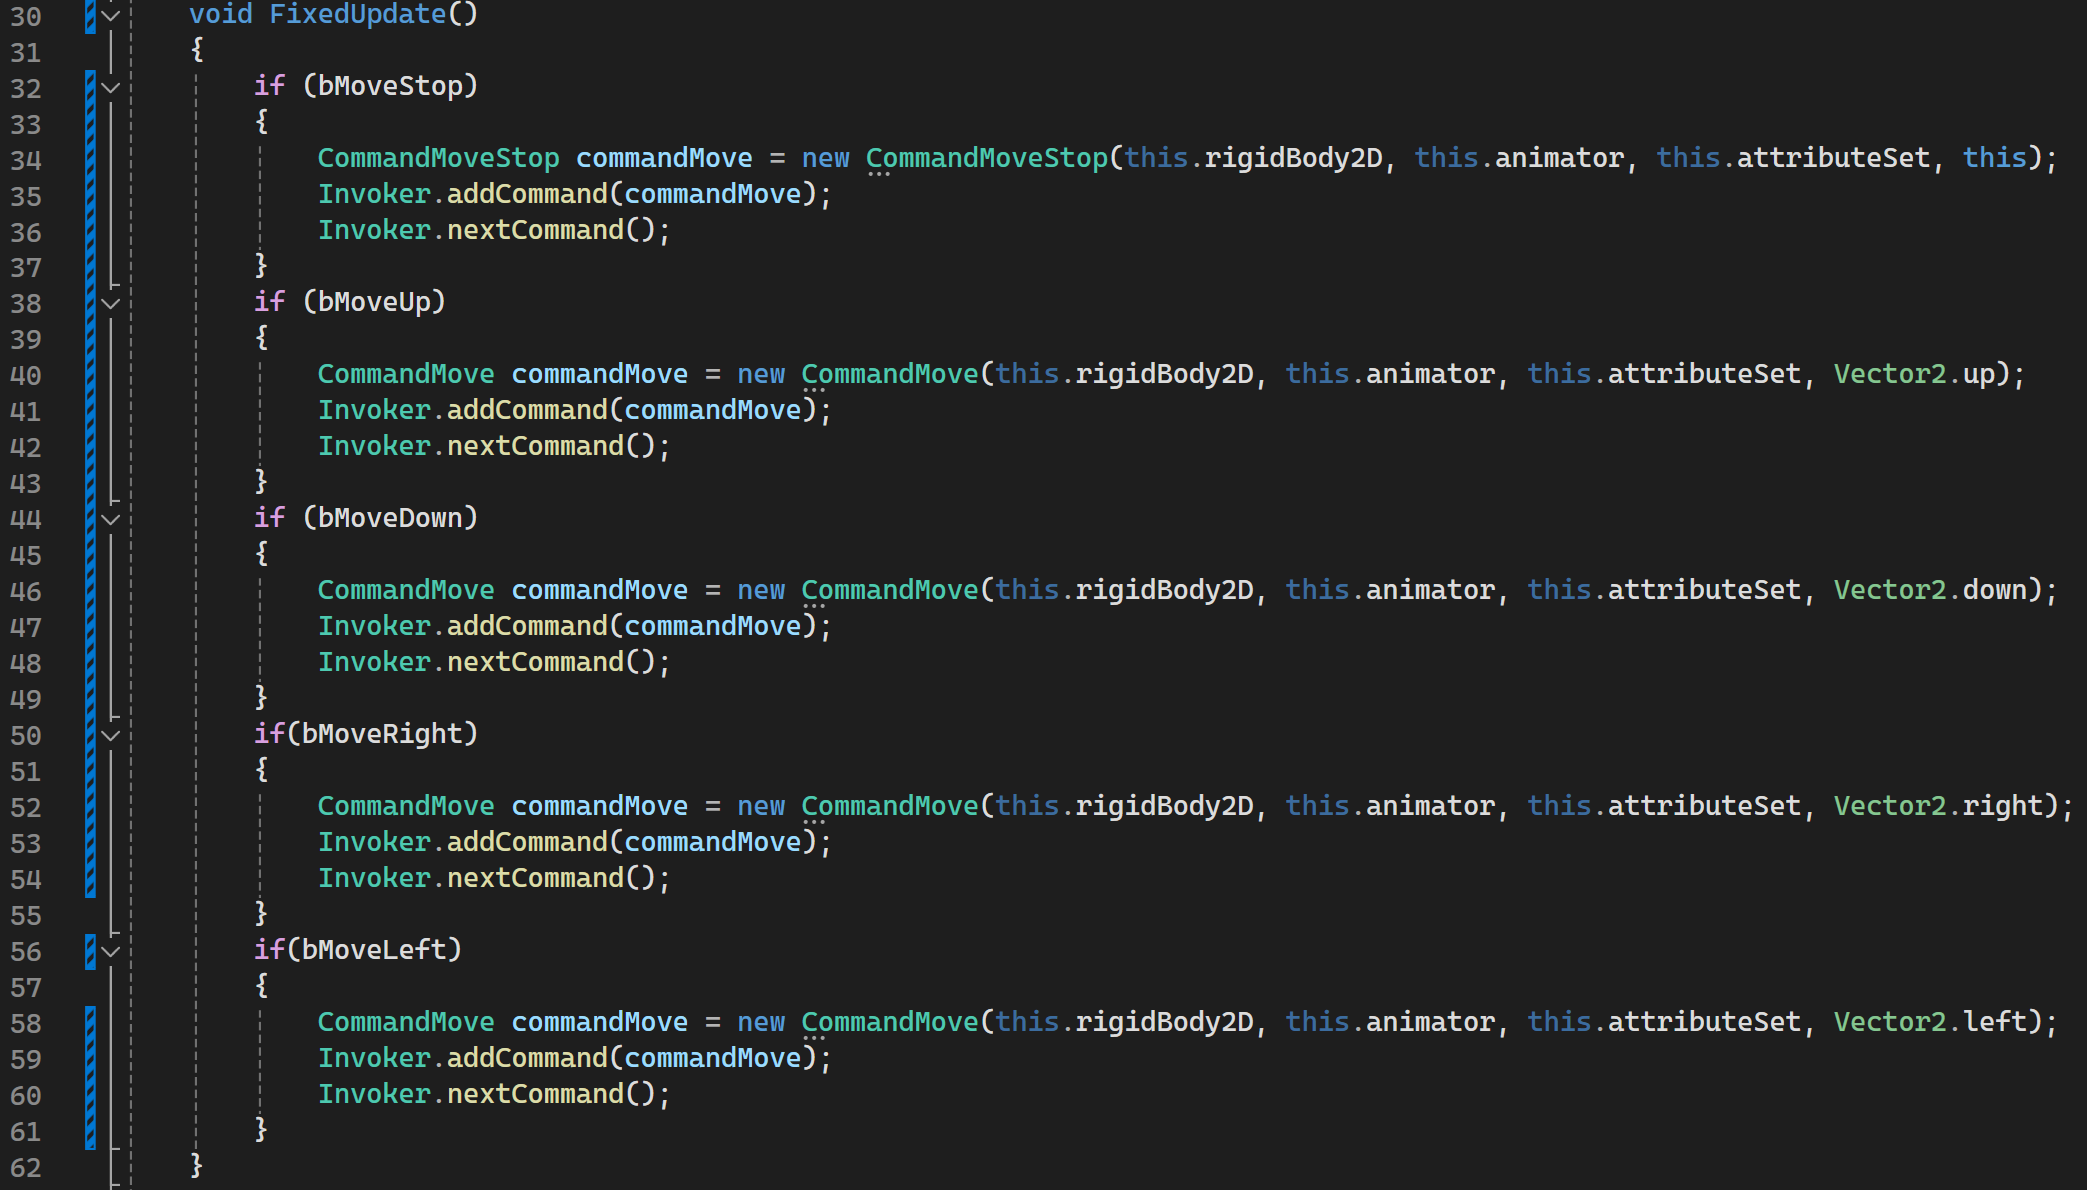 30 void FixedUpdate()
31 {
32 if (bMoveStop)
33 {
34 CommandMoveStop commandMove = new CommandMoveStop(this.rigidBody2D, this.animator, this.attributeSet, this);
35 Invoker.addCommand(commandMove);
36 Invoker.nextCommand();
37 }
38 if (bMoveUp)
39 {
40 CommandMove commandMove = new CommandMove(this.rigidBody2D, this.animator, this.attributeSet, Vector2.up);
41 Invoker.addCommand(commandMove);
42 Invoker.nextCommand();
43 }
44 if (bMoveDown)
45 {
46 CommandMove commandMove = new CommandMove(this.rigidBody2D, this.animator, this.attributeSet, Vector2.down);
47 Invoker.addCommand(commandMove);
48 Invoker.nextCommand();
49 }
50 if(bMoveRight)
51 {
52 CommandMove commandMove = new CommandMove(this.rigidBody2D, this.animator, this.attributeSet, Vector2.right);
53 Invoker.addCommand(commandMove);
54 Invoker.nextCommand();
55 }
56 if(bMoveLeft)
57 {
58 CommandMove commandMove = new CommandMove(this.rigidBody2D, this.animator, this.attributeSet, Vector2.left);
59 Invoker.addCommand(commandMove);
60 Invoker.nextCommand();
61 }
62 }